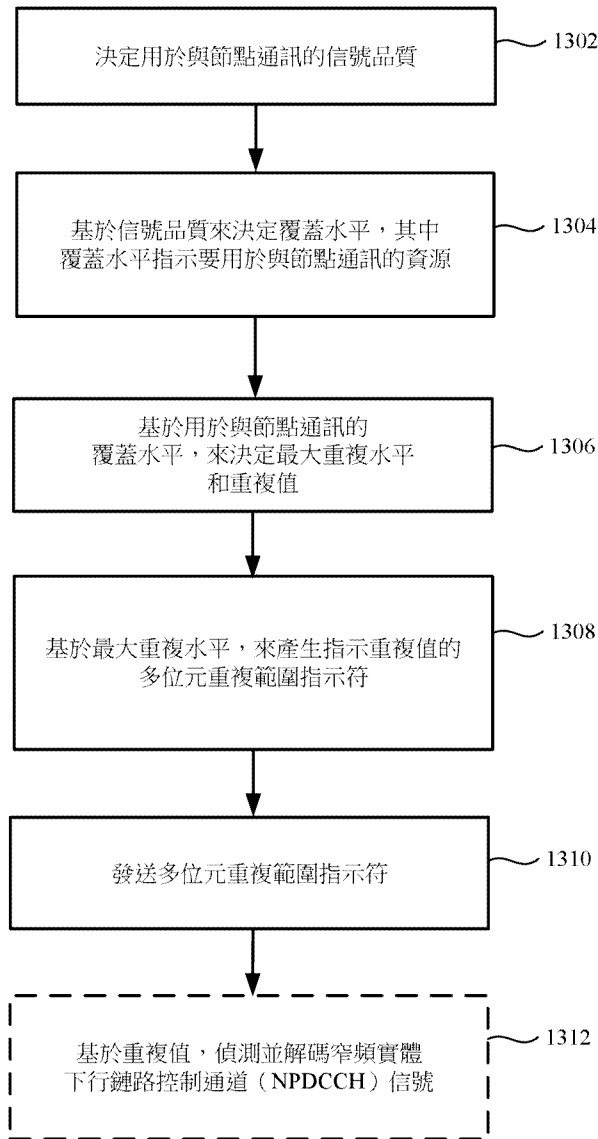 決定用於與節點通訊的信號品質
1302
基於信號品質來決定覆蓋水平，其中
覆蓋水平指示要用於與節點通訊的資源
1304
基於用於與節點通訊的
覆蓋水平，來決定最大重複水平
和重複值
1306
基於最大重複水平，來產生指示重複值的
多位元重複範圍指示符
1308
發送多位元重複範圍指示符
1310
基於重複值，偵測並解碼窄頻實體
下行鏈路控制通道（NPDCCH）信號
1312